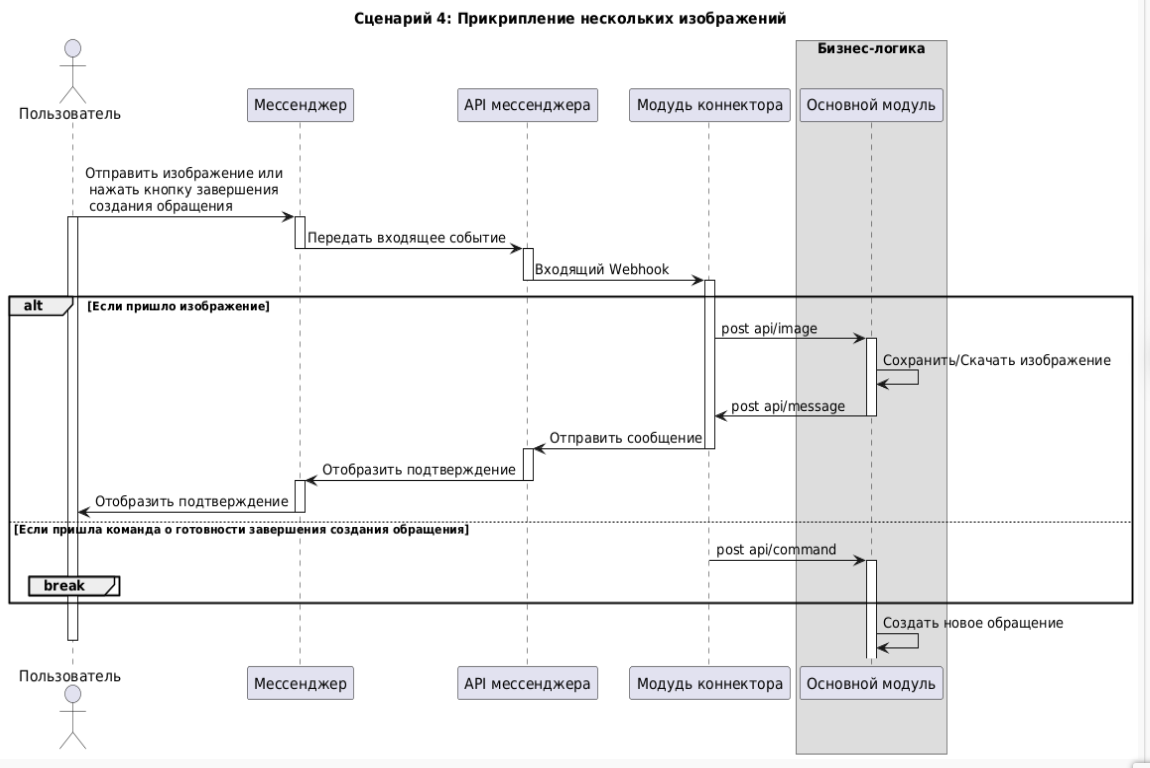 Сценарий 4: Прикрипление нескольких изображений
Бизнес-логика
Пользователь
Мессенджер
API мессенджера
Модудь коннектора
Основной модуль
Отправить изображение или
нажать кнопку завершения
создания обращения
Передать входящее событие
Входящий Webhook
alt
[Если пришло изображение]
post api/image
Сохранить/Скачать изображение
post api/message
Отправить сообщение
Отобразить подтверждение
Отобразить подтверждение
[Если пришла команда о готовности завершения создания обращения]
post api/command
break
Создать новое обращение
Пользователь
Мессенджер
API мессенджера
Модудь коннектора
Основной модуль